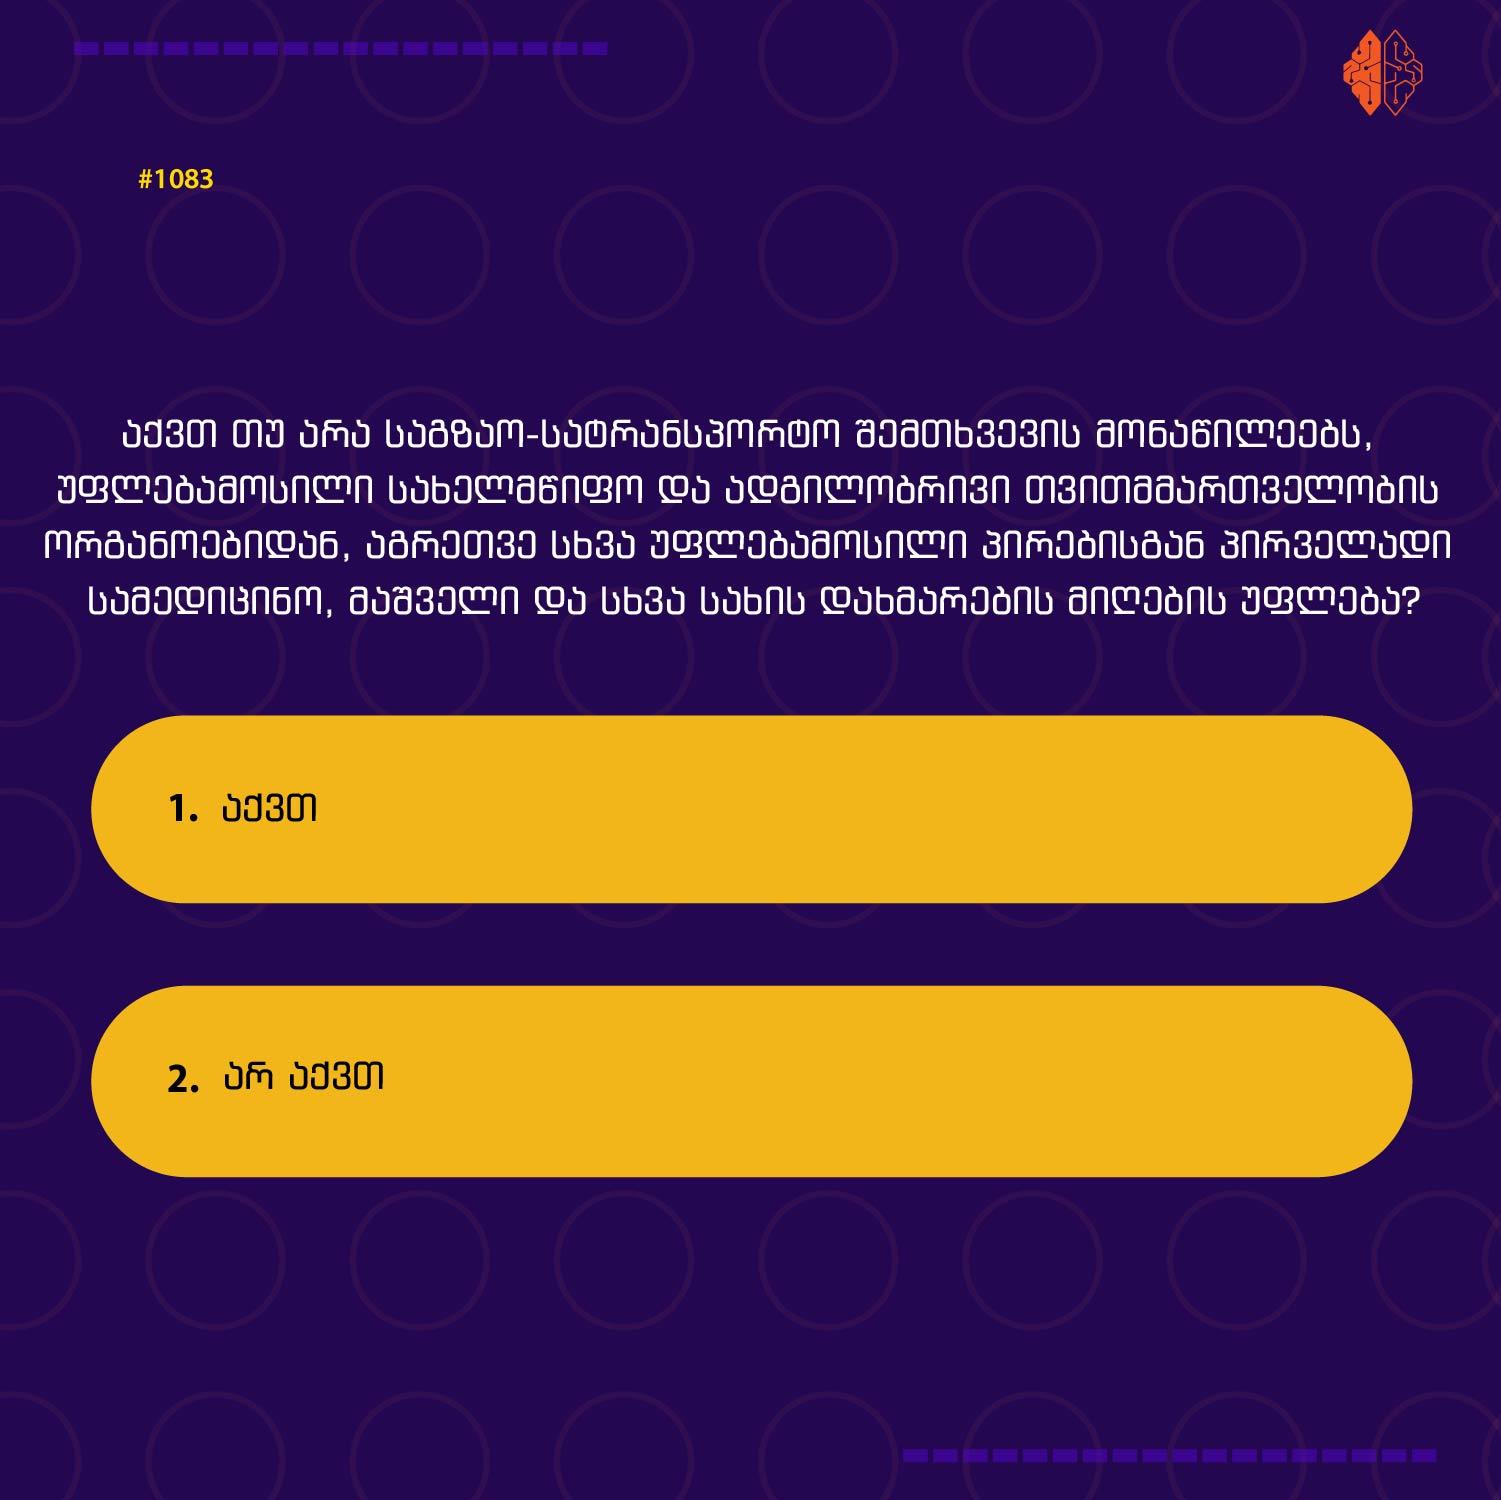 #1083
აქვთ თუ არა საგზაო-სატრანსპორტო შემთხვევის მონაწილეებს,
უფლებამოსილი სახელმწიფო და ადგილობრივი თვითმმართველობის
ორგანოებიდან, აგრეთვე სხვა უფლებამოსილი პირებისგან პირველადი
სამედიცინო, მაშველი და სხვა სახის დახმარების მიღების უფლება?
1. აქვთ
2. არ აქვთ